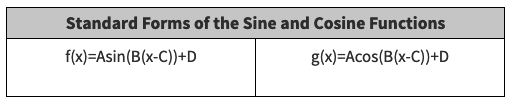 Standard Forms of the Sine and Cosine Functions
f(x)=Asin(B(x-C))+D
g(x)=Acos(B(x-C))+D